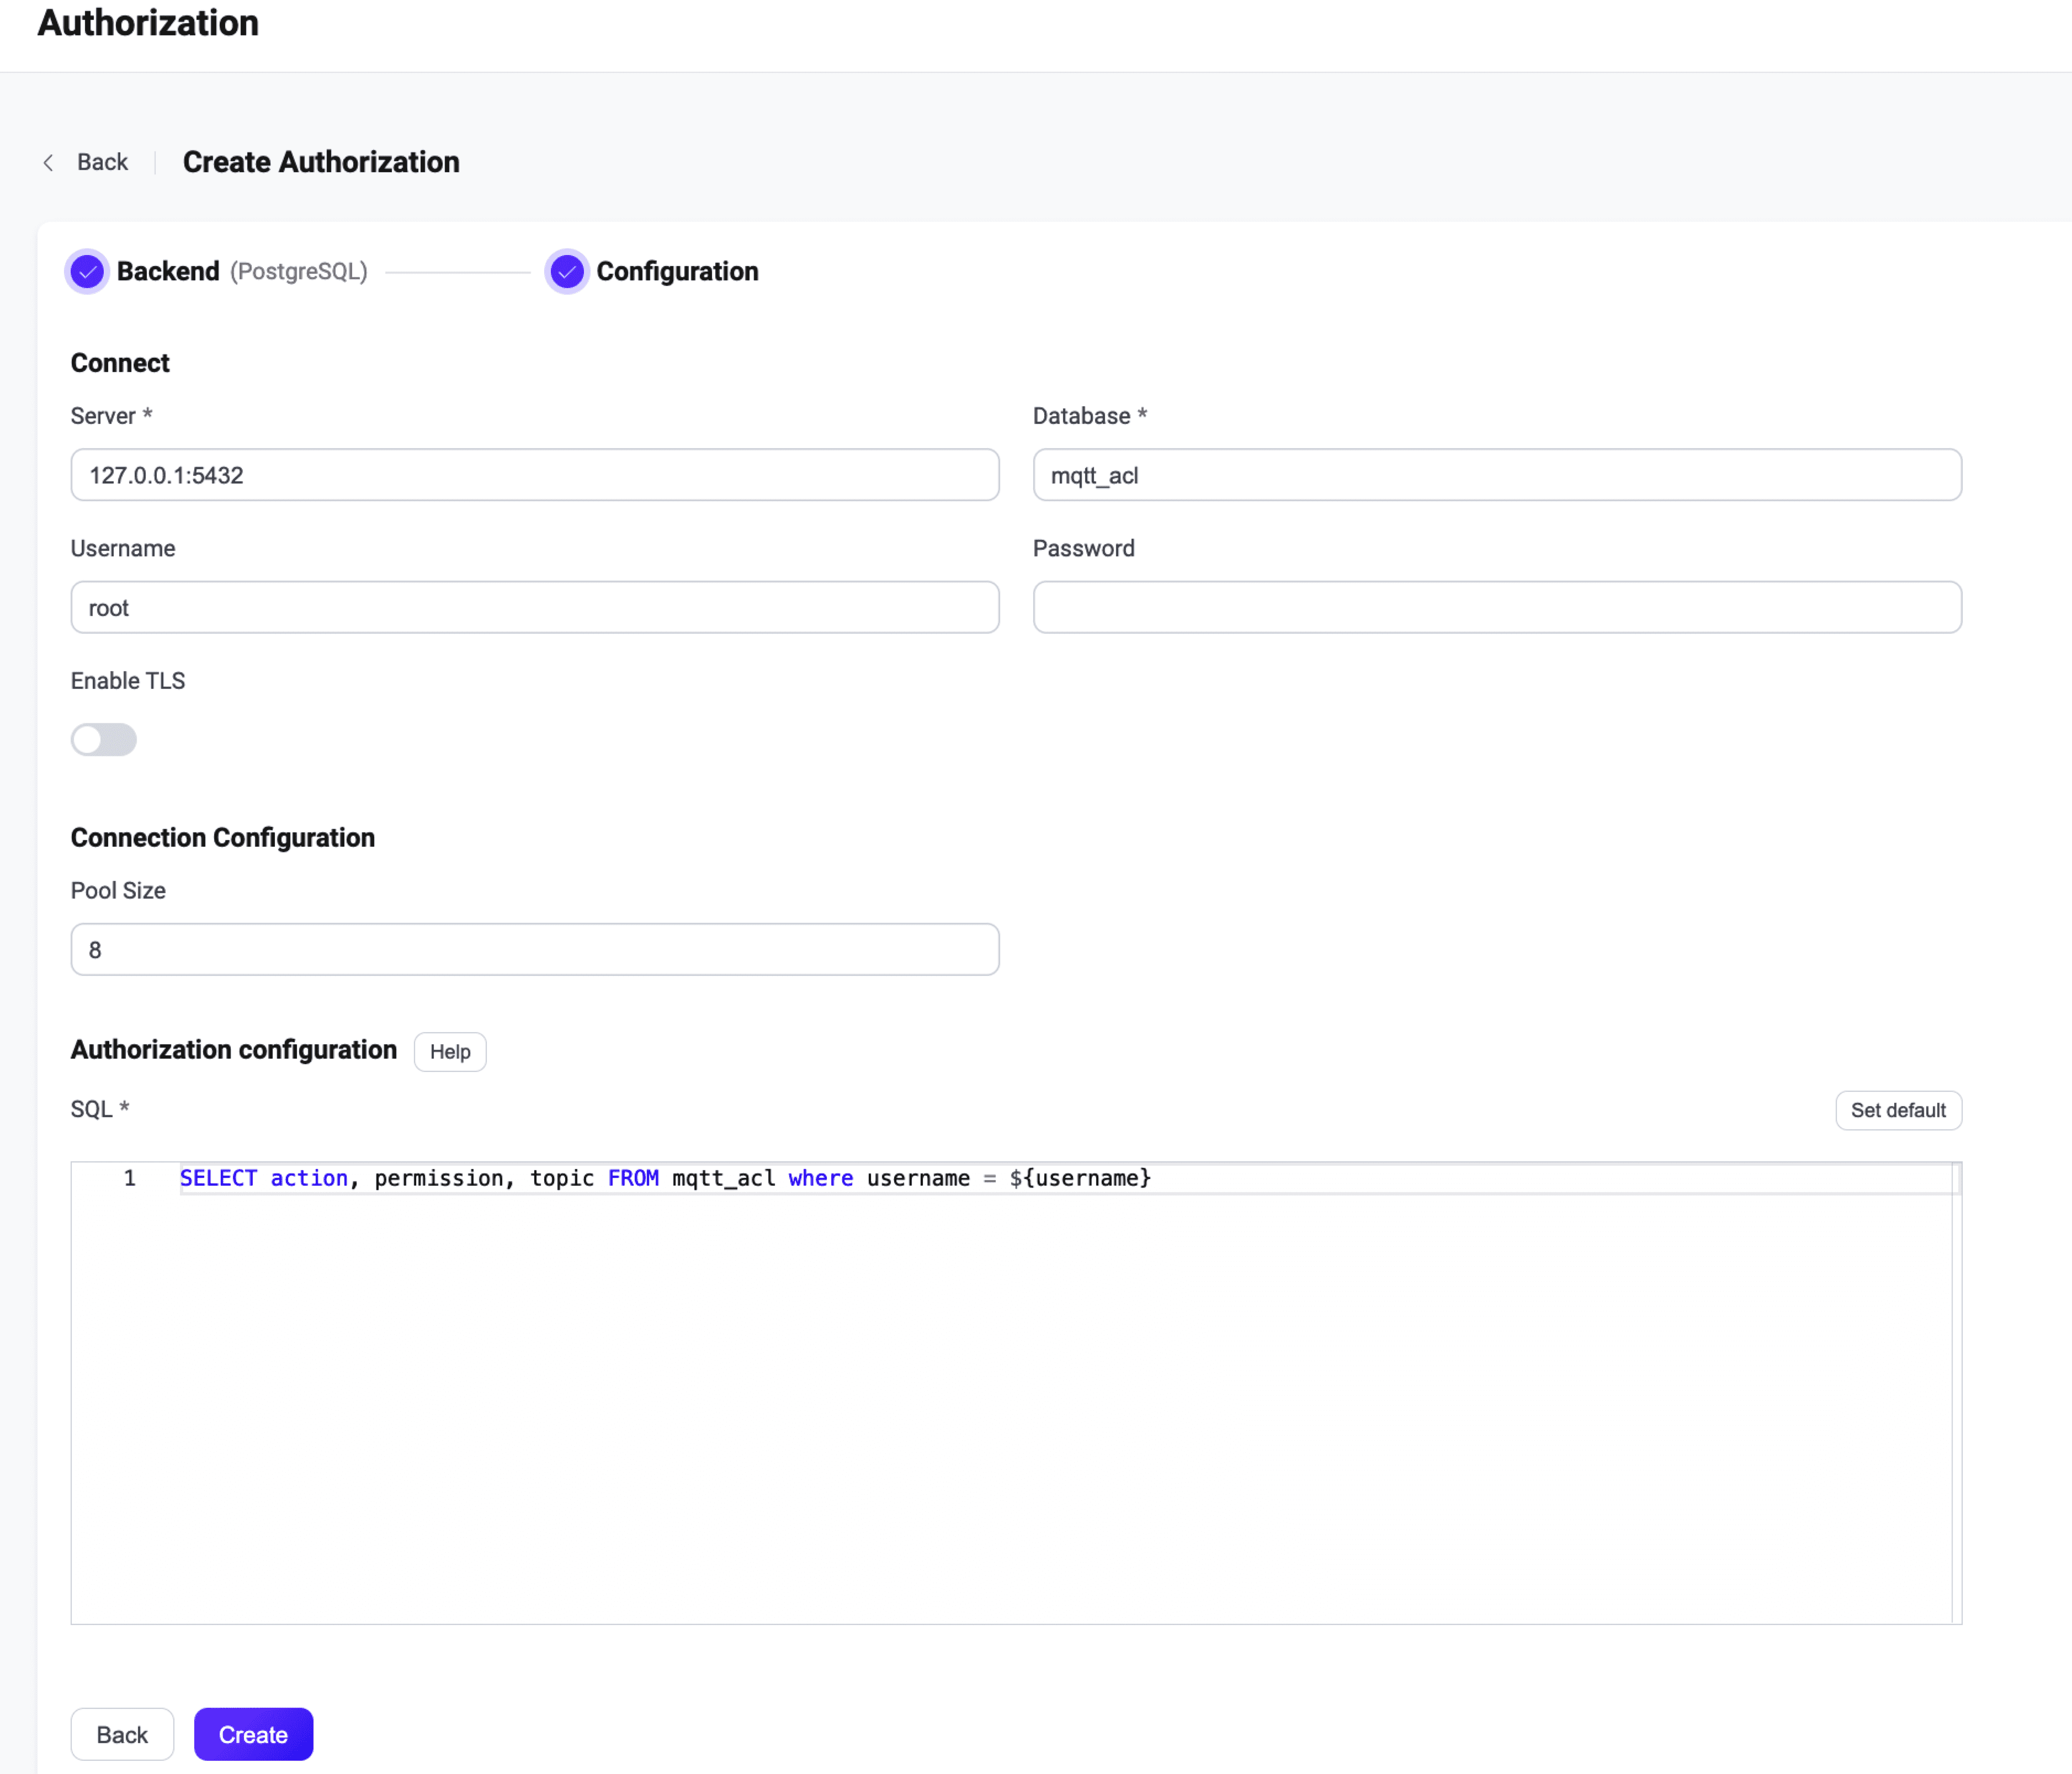 Authorization
Back Create Authorization
Backend (PostgreSQL) Configuration
Connect
Server * Database *
127.0.0.1:5432 mqtt_acl
Username Password
root
Enable TLS
Connection Configuration
Pool Size
8
Authorization configuration Help
SQL * Set default
1 SELECT action, permission, topic FROM mqtt_acl where username = ${username}
Back Create